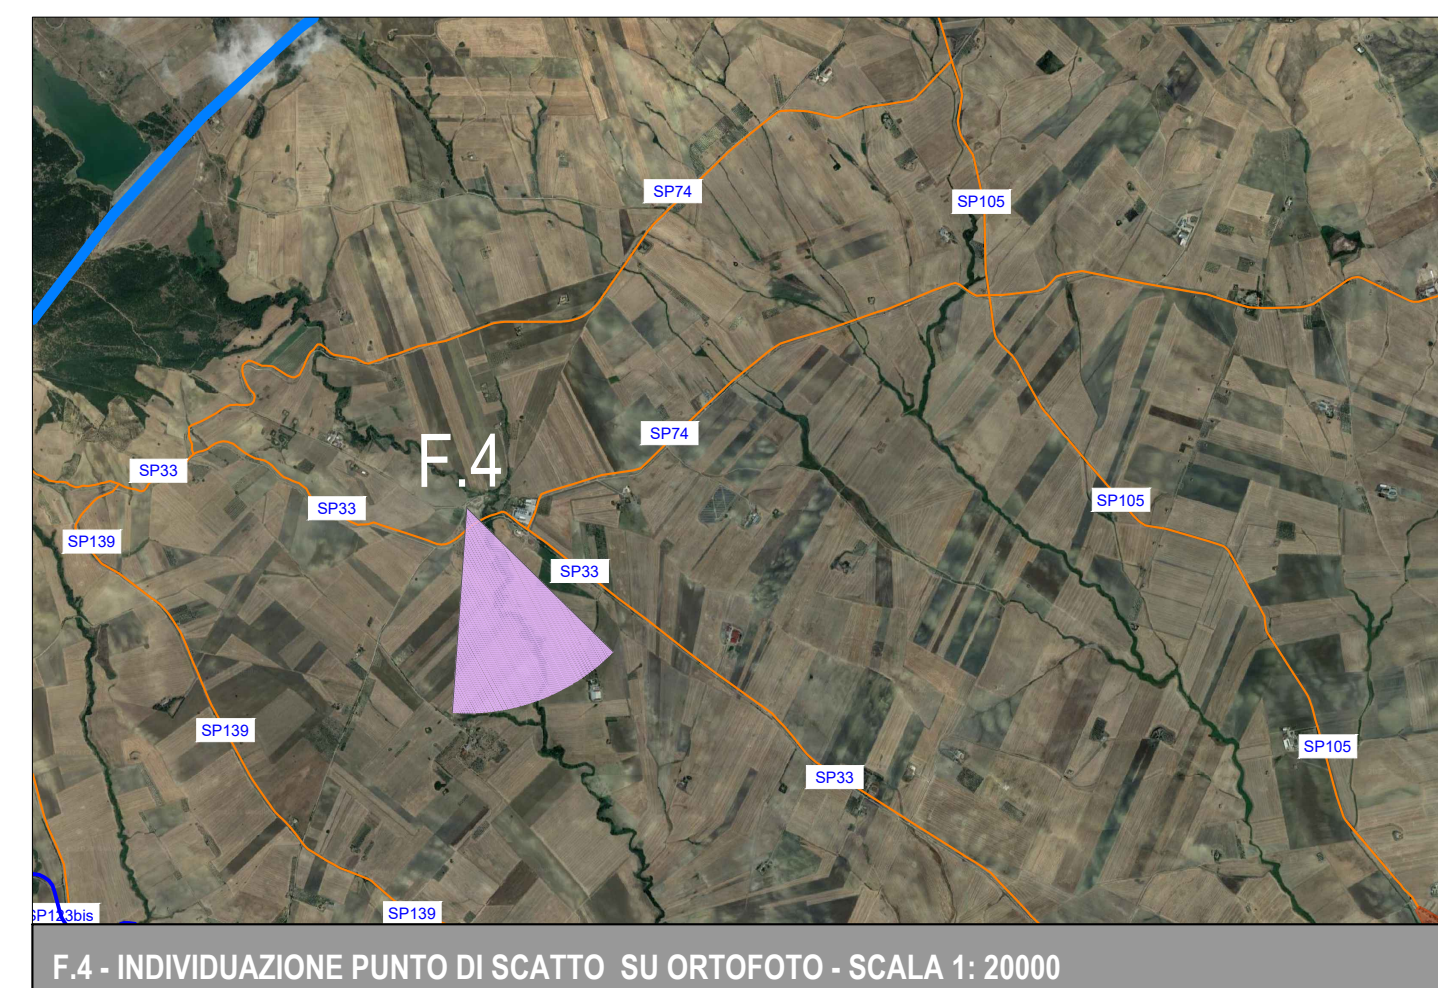 SP74
SP105
SP74
F.4
SP33
SP33
SP105
SP139
SP33
SP139
SP105
SP33
SP123bis
SP139
F.4 - INDIVIDUAZIONE PUNTO DI SCATTO SU ORTOFOTO - SCALA 1: 20000